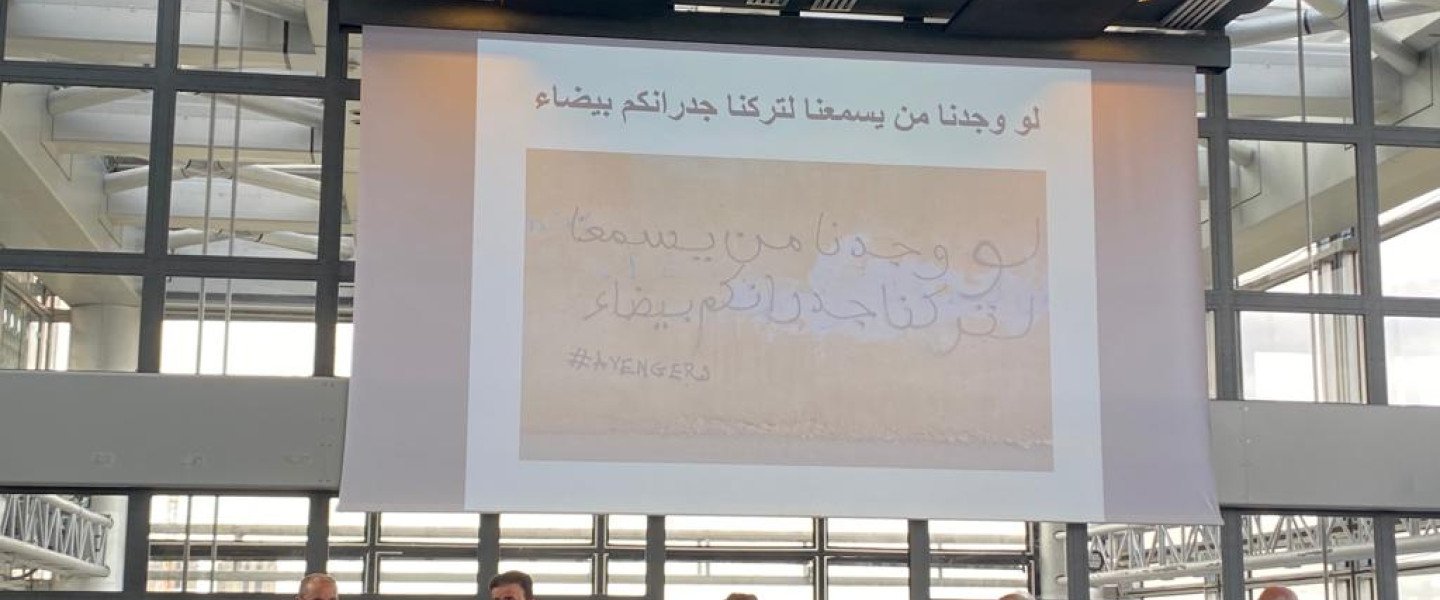 لو وجدنا من يسمعنا لتركنا جدرانكم بيضاء
لو وجدنا من يسمعنا
لتركنا جدرانكم بيضاء
#AVENGERS